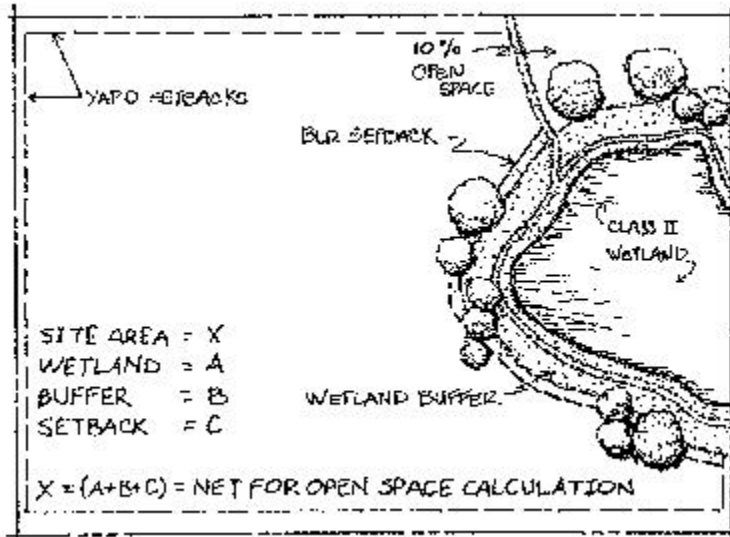 10%
OPEN
SPACE
YARD SETBACKS
BLD SETBACK
CLASS II
WETLAND
SITE AREA = X
WETLAND = A
BUFFER = B
SETBACK = C
WETLAND BUFFER
X = (A+B+C) = NET FOR OPEN SPACE CALCULATION